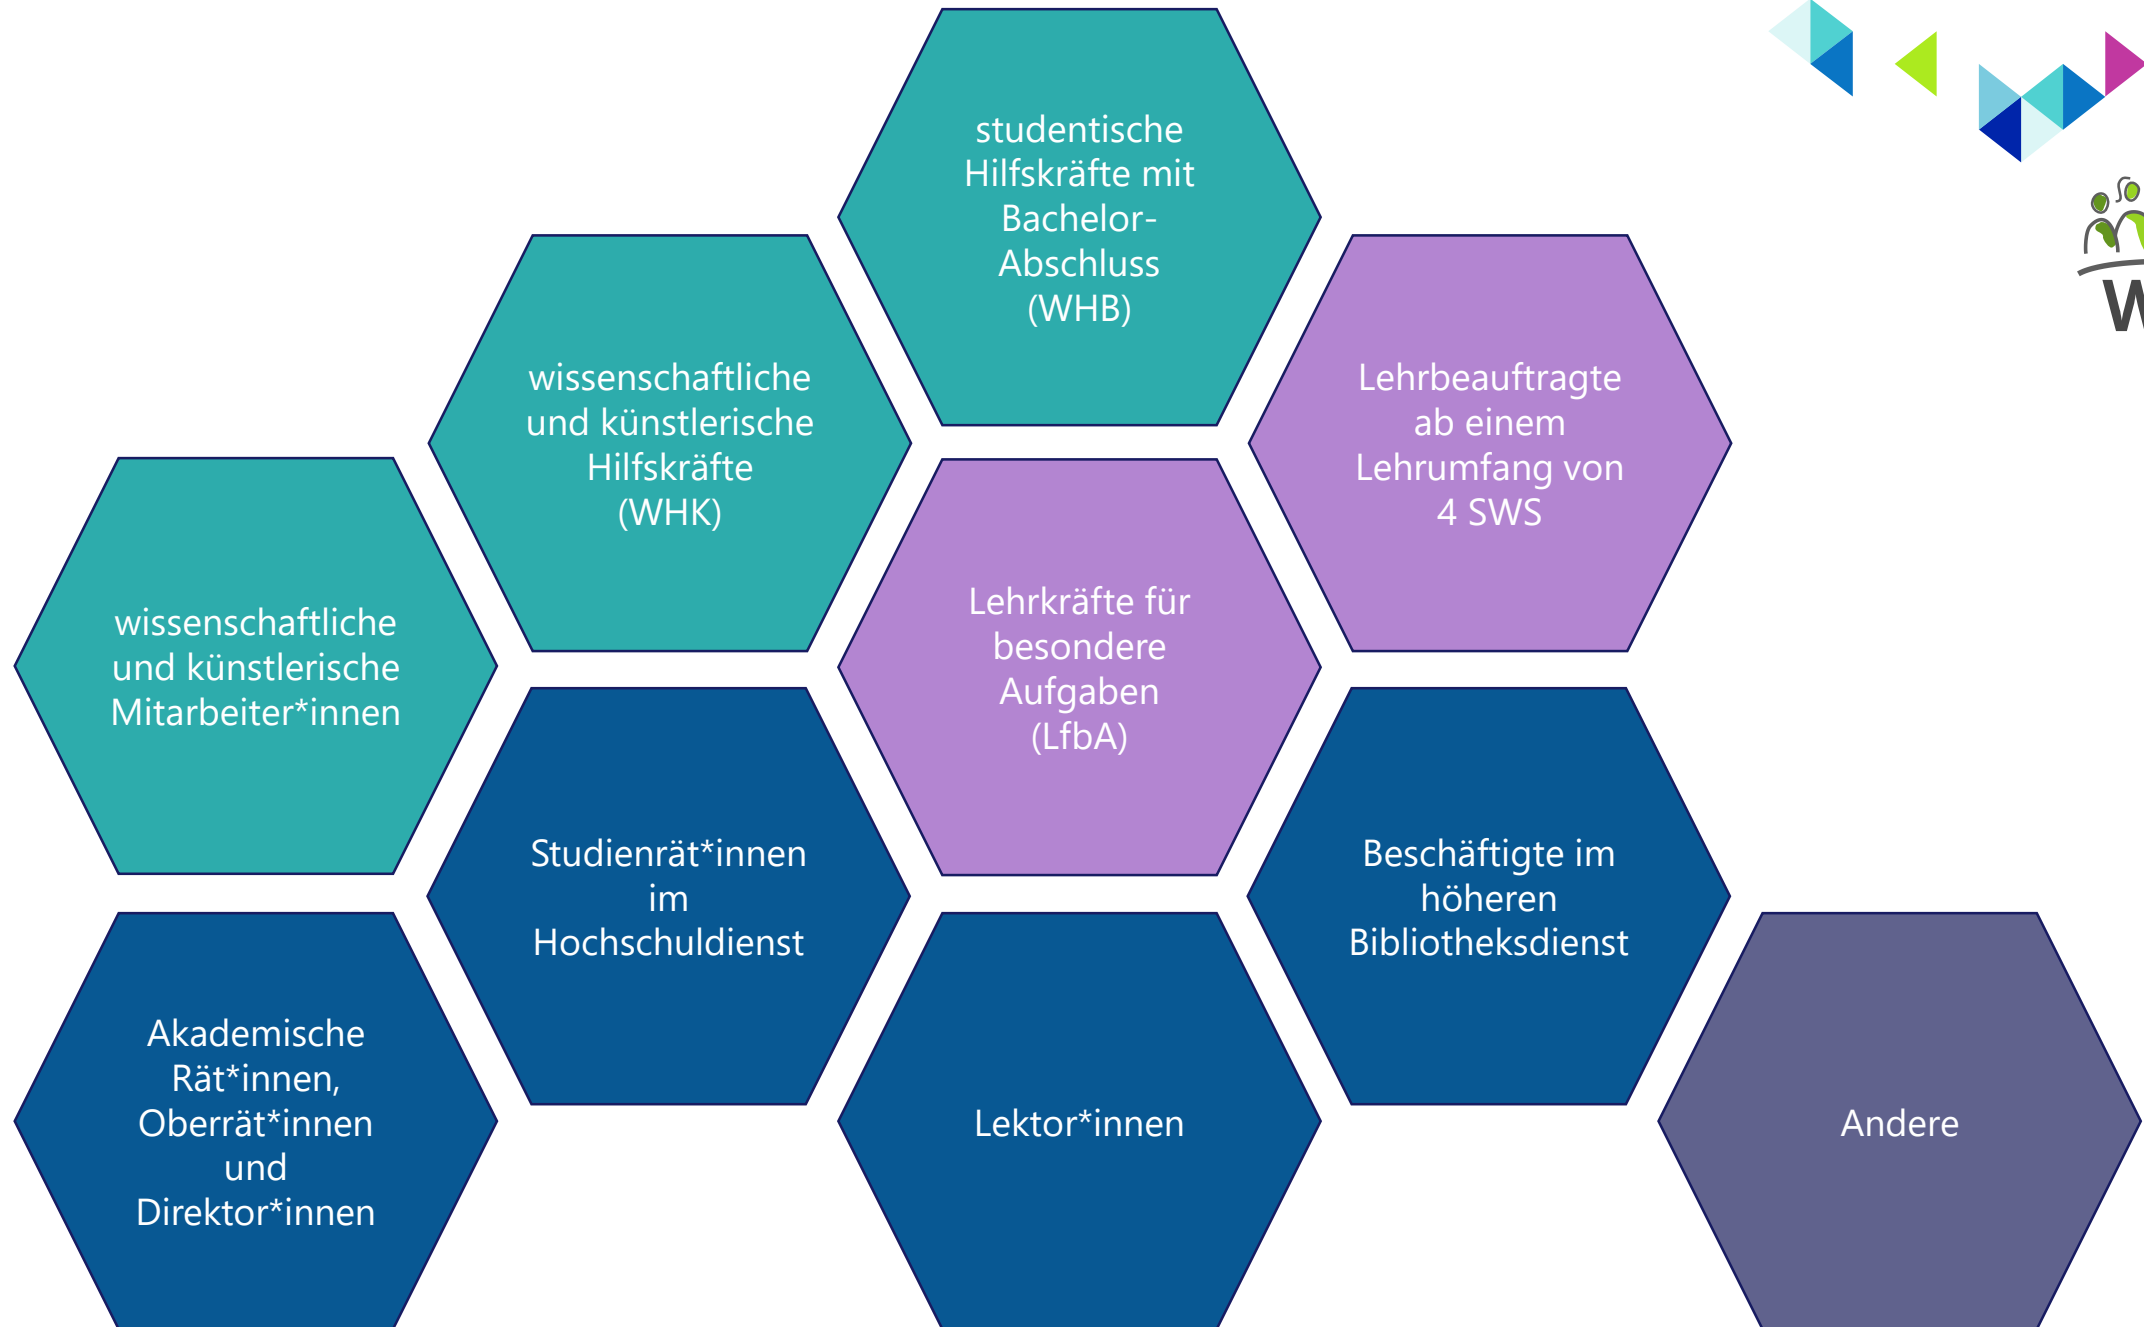 studentische
Hilfskräfte mit
Bachelor-
Abschluss
(WHB)
wissenschaftliche
und künstlerische
Hilfskräfte
(WHK)
Lehrbeauftragte
ab einem
Lehrumfang von
4 SWS
wissenschaftliche
und künstlerische
Mitarbeiter*innen
Lehrkräfte für
besondere
Aufgaben
(LfbA)
Studienrät*innen
im
Hochschuldienst
Beschäftigte im
höheren
Bibliotheksdienst
Akademische
Rät*innen,
Oberrät*innen
und
Direktor*innen
Lektor*innen
Andere